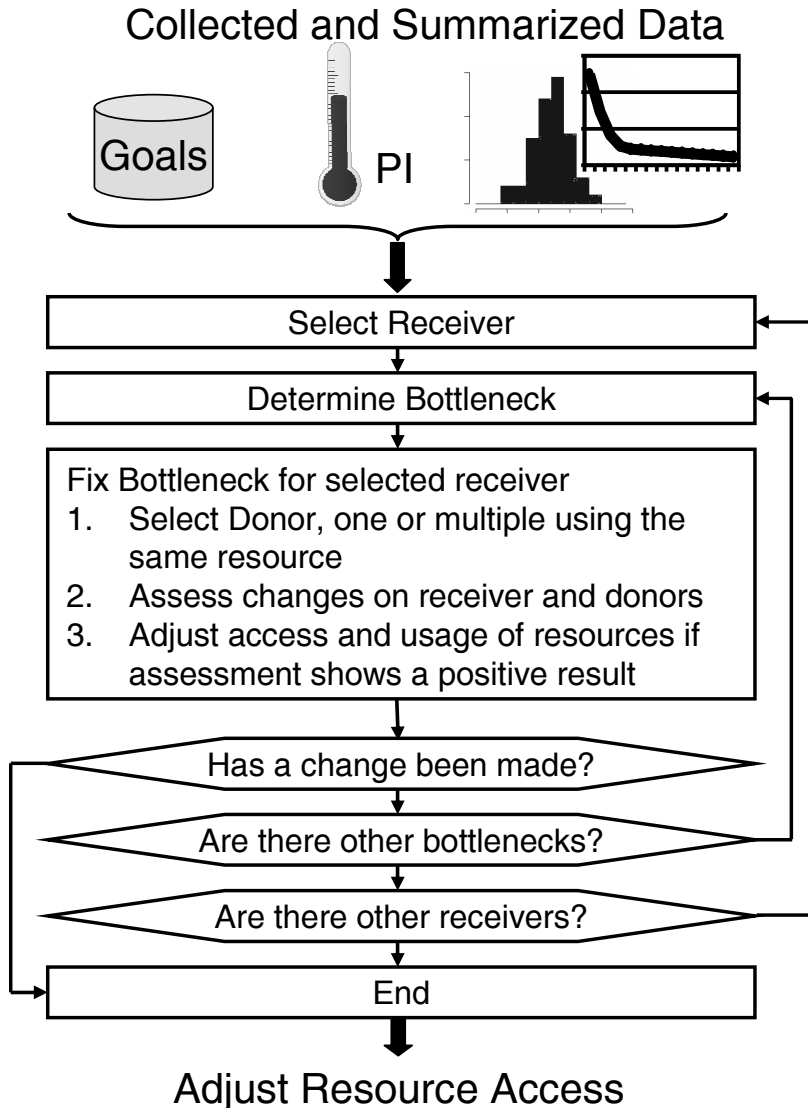 Collected and Summarized Data
Goals
PI
Select Receiver
Determine Bottleneck
Fix Bottleneck for selected receiver
1. Select Donor, one or multiple using the
same resource
2. Assess changes on receiver and donors
3. Adjust access and usage of resources if
assessment shows a positive result
Has a change been made?
Are there other bottlenecks?
Are there other receivers?
End
Adjust Resource Access